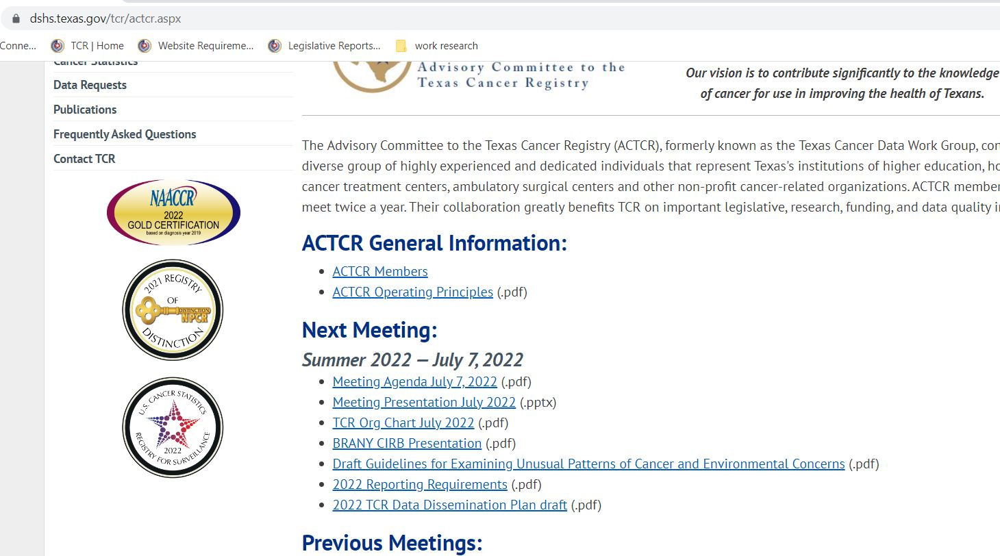 dshs.texas.gov/tcr/actcr.aspx
Conne... TCR | Home Website Requireme... Legislative Reports... work research
Cancer Statistics
Data Requests
Publications
Frequently Asked Questions
Contact TCR
NAACCR
2022
GOLD CERTIFICATION
based on diagnosis year 2019
2021 REGISTRY
OF
DISTINCTION
NPCR
DISTINCTION
U.S. CANCER STATISTICS
2022
REGISTRY FOR SURVEILLANCE
Advisory Committee to the
Texas Cancer Registry
Our vision is to contribute significantly to the knowledge
of cancer for use in improving the health of Texans.
The Advisory Committee to the Texas Cancer Registry (ACTCR), formerly known as the Texas Cancer Data Work Group, con
diverse group of highly experienced and dedicated individuals that represent Texas's institutions of higher education, ho
cancer treatment centers, ambulatory surgical centers and other non-profit cancer-related organizations. ACTCR member
meet twice a year. Their collaboration greatly benefits TCR on important legislative, research, funding, and data quality i
ACTCR General Information:
• ACTCR Members
• ACTCR Operating Principles (.pdf)
Next Meeting:
Summer 2022 — July 7, 2022
• Meeting Agenda July 7, 2022 (.pdf)
• Meeting Presentation July 2022 (.pptx)
• TCR Org Chart July 2022 (.pdf)
• BRANY CIRB Presentation (.pdf)
• Draft Guidelines for Examining Unusual Patterns of Cancer and Environmental Concerns (.pdf)
• 2022 Reporting Requirements (.pdf)
• 2022 TCR Data Dissemination Plan draft (.pdf)
Previous Meetings: